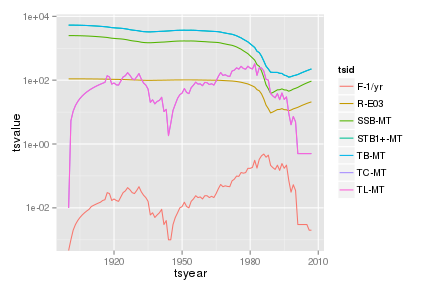 1e+04
1e+02
1e+00
1e-02
tsvalue
1920
1950
1980
2010
tsyear
tsid
F-1/yr
R-E03
SSB-MT
STB1+-MT
TB-MT
TC-MT
TL-MT